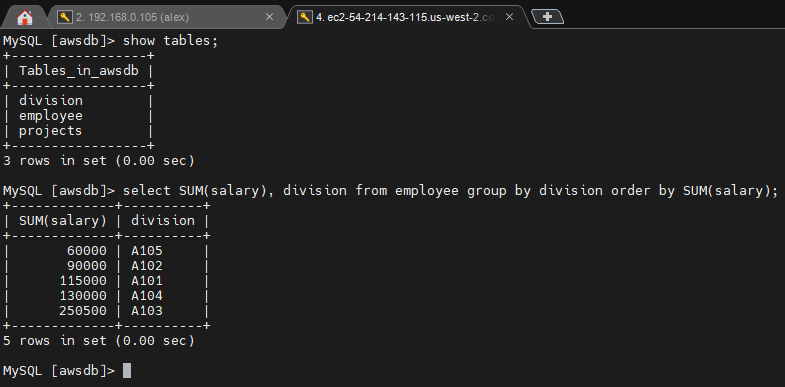 2. 192.168.0.105 (alex)
4. ec2-54-214-143-115.us-west-2.co
MySQL [awsdb]> show tables;
+-----------------+
| Tables_in_awsdb |
+-----------------+
| division        |
| employee        |
| projects        |
+-----------------+
3 rows in set (0.00 sec)
MySQL [awsdb]> select SUM(salary), division from employee group by division order by SUM(salary);
+-------------+----------+
| SUM(salary) | division |
+-------------+----------+
|       60000 | A105     |
|       90000 | A102     |
|      115000 | A101     |
|      130000 | A104     |
|      250500 | A103     |
+-------------+----------+
5 rows in set (0.00 sec)
MySQL [awsdb]>